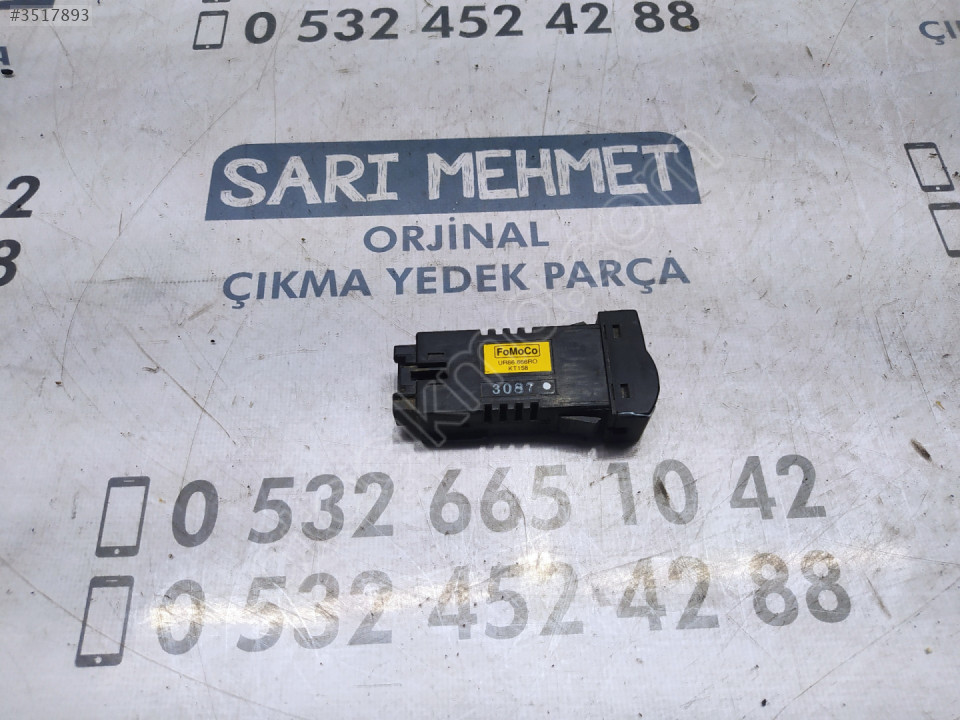 #3517893
0 532 452 42 88
SARI MEHMET
ORJİNAL
ÇIKMA YEDEK PARÇA
FoMoCo
KT158
3087
0 532 665 10 42
0 532 452 42 88